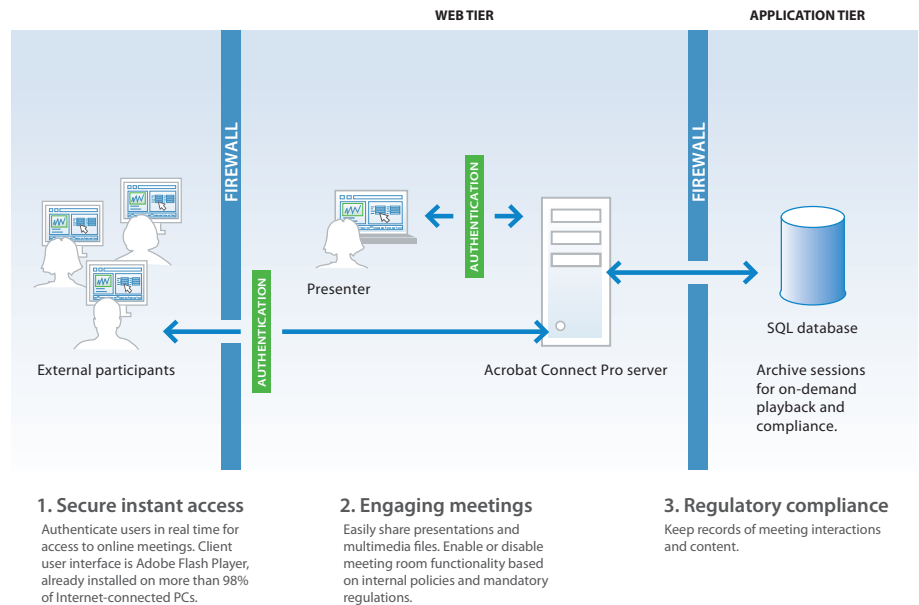 WEB TIER
APPLICATION TIER
FIREWALL
FIREWALL
AUTHENTICATION
Presenter
AUTHENTICATION
SQL database
External participants
Acrobat Connect Pro server
Archive sessions
for on-demand
playback and
compliance.
1. Secure instant access
Authenticate users in real time for
access to online meetings. Client
user interface is Adobe Flash Player,
already installed on more than 98%
of Internet-connected PCs.
2. Engaging meetings
Easily share presentations and
multimedia files. Enable or disable
meeting room functionality based
on internal policies and mandatory
regulations.
3. Regulatory compliance
Keep records of meeting interactions
and content.